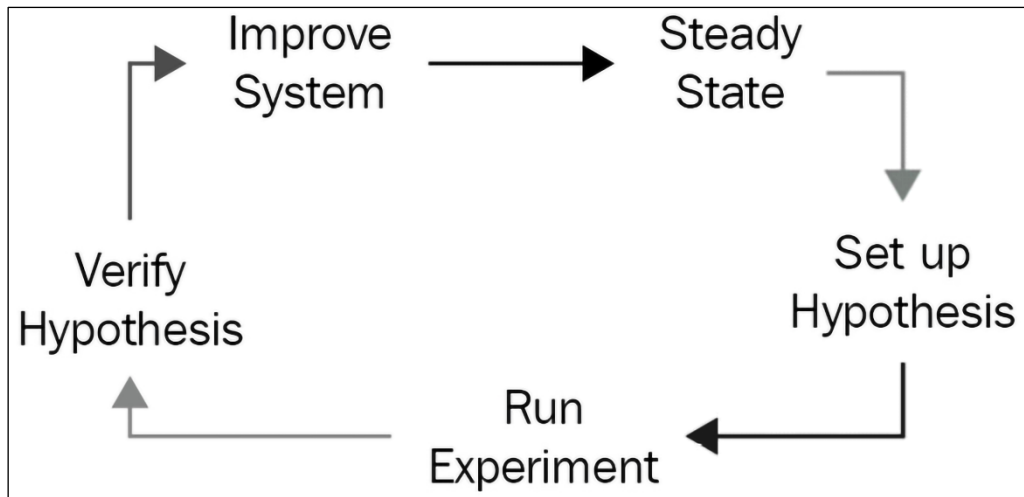 Improve
System
Steady
State
Set up
Hypothesis
Run
Experiment
Verify
Hypothesis